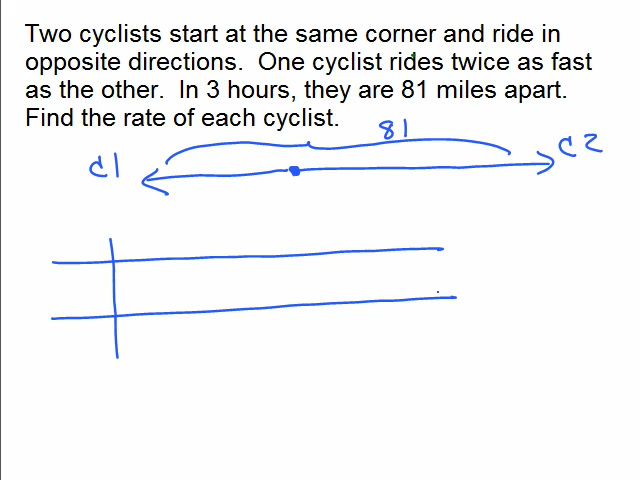 Two cyclists start at the same corner and ride in
opposite directions.  One cyclist rides twice as fast
as the other.  In 3 hours, they are 81 miles apart.
Find the rate of each cyclist.
81
C1
C2